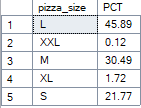 pizza_size PCT
1 L 45.89
2 XXL 0.12
3 M 30.49
4 XL 1.72
5 S 21.77